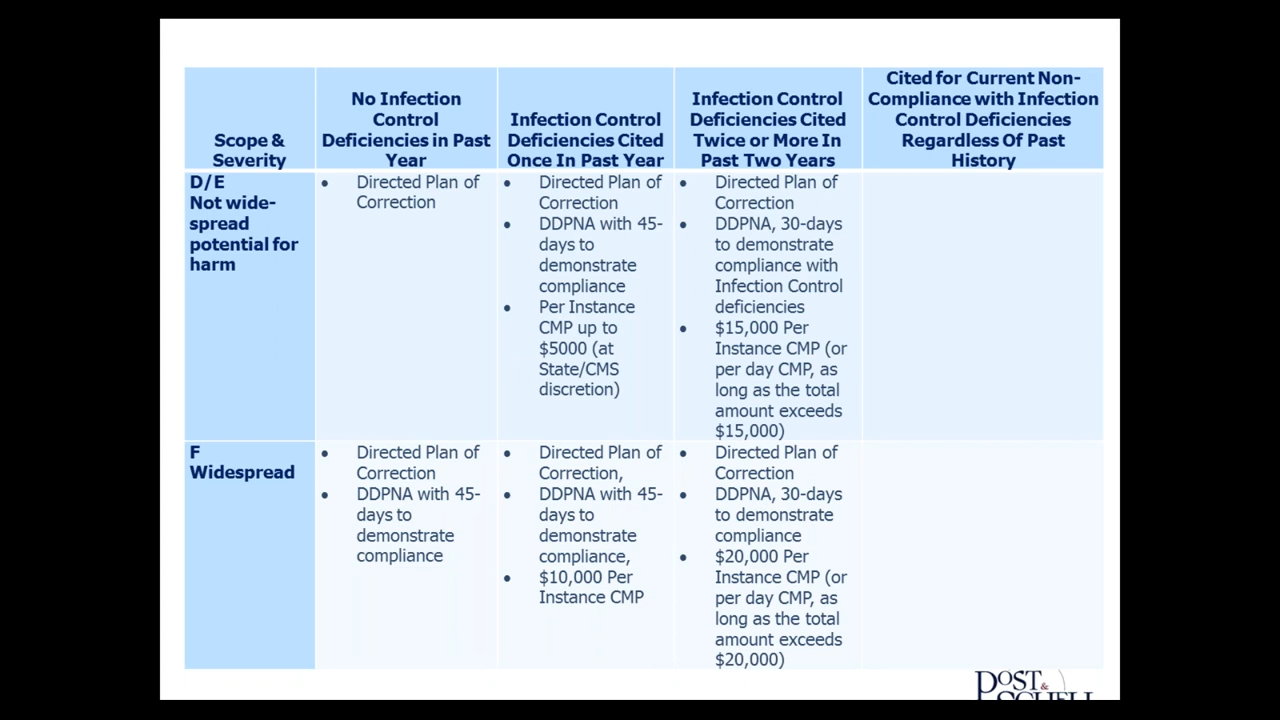 Scope &
Severity
No Infection
Control
Deficiencies in Past
Year
Infection Control
Deficiencies Cited
Once In Past Year
Infection Control
Deficiencies Cited
Twice or More In
Past Two Years
Cited for Current Non-
Compliance with Infection
Control Deficiencies
Regardless Of Past
History
D/E
Not wide-
spread
potential for
harm
• Directed Plan of
Correction
• Directed Plan of
Correction
• DDPNA with 45-
days to
demonstrate
compliance
• Per Instance
CMP up to
$5000 (at
State/CMS
discretion)
• Directed Plan of
Correction
• DDPNA, 30-days
to demonstrate
compliance with
Infection Control
deficiencies
• $15,000 Per
Instance CMP (or
per day CMP, as
long as the total
amount exceeds
$15,000)
F
Widespread
• Directed Plan of
Correction
• DDPNA with 45-
days to
demonstrate
compliance
• Directed Plan of
Correction,
• DDPNA with 45-
days to
demonstrate
compliance,
• $10,000 Per
Instance CMP
• Directed Plan of
Correction
• DDPNA, 30-days
to demonstrate
compliance
• $20,000 Per
Instance CMP (or
per day CMP, as
long as the total
amount exceeds
$20,000)
POST &
SCHELL